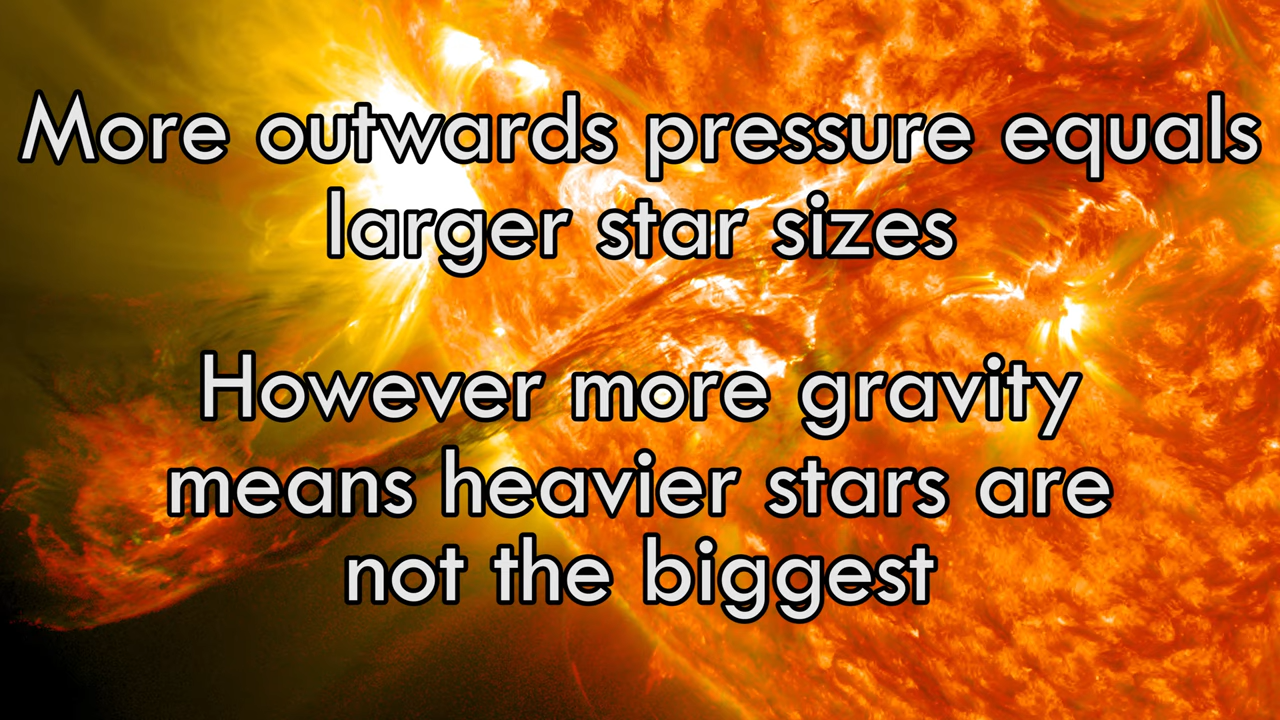 More outwards pressure equals
larger star sizes
However more gravity
means heavier stars are
not the biggest